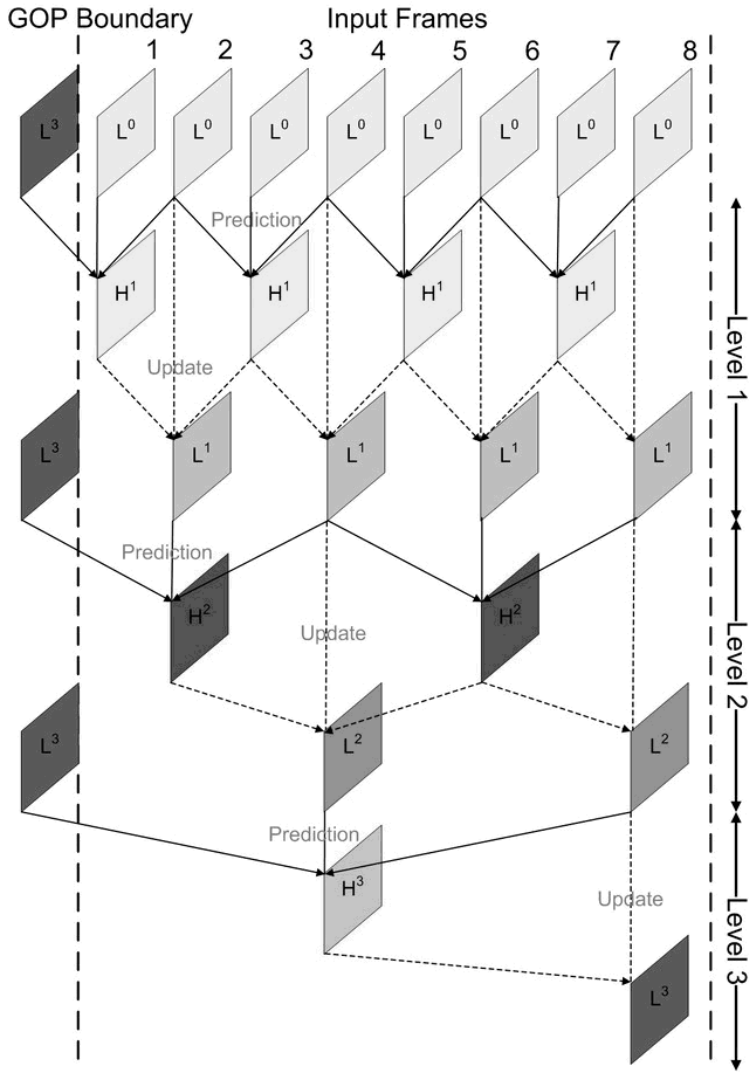 GOP Boundary Input Frames
1 2 3 4 5 6 7 8
L³ L⁰ L⁰ L⁰ L⁰ L⁰ L⁰ L⁰ L⁰
Prediction
H¹ H¹ H¹ H¹
Level 1
Update
L³ L¹ L¹ L¹ L¹
Prediction
H² H²
Update
Level 2
L³ L² L²
Prediction
H³
Update
Level 3
L³